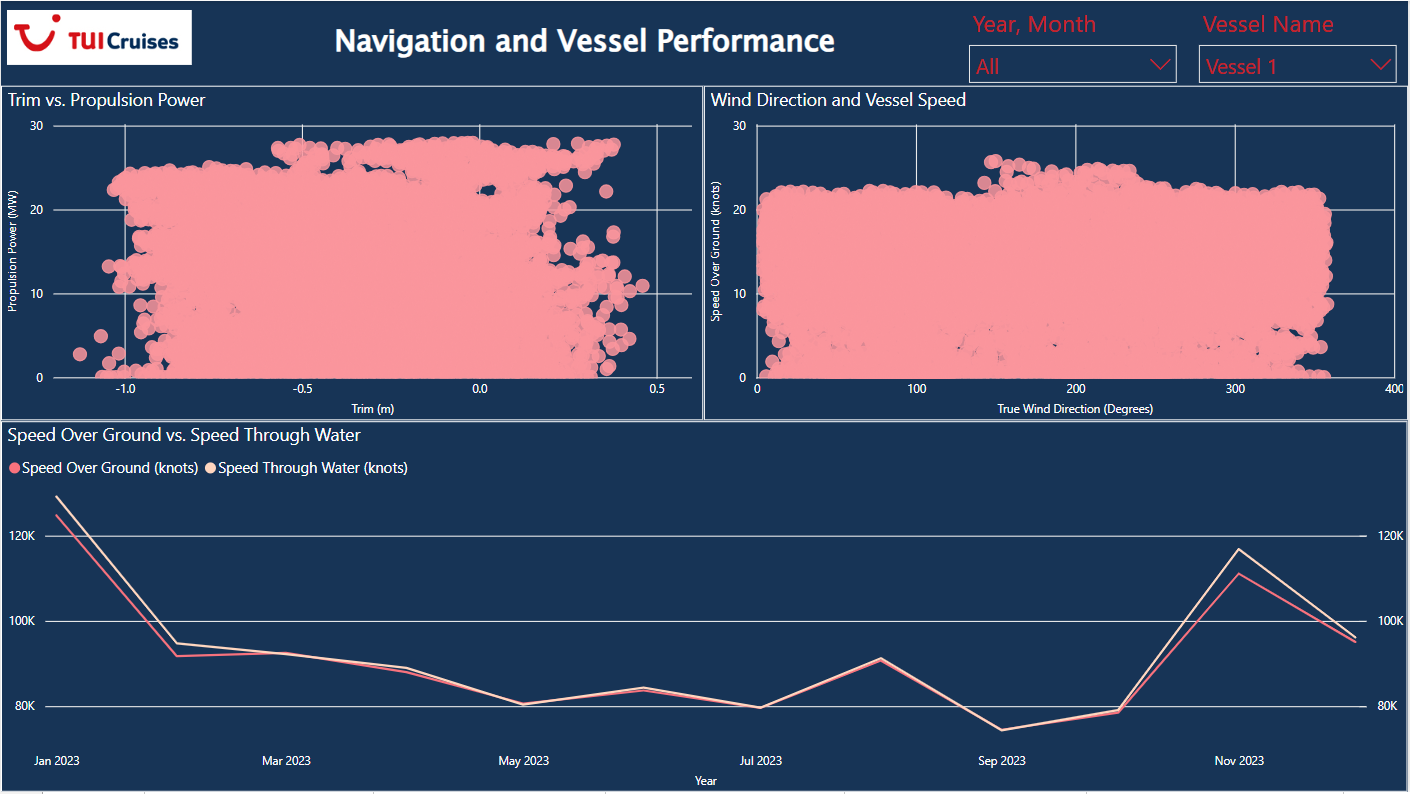 TUI Cruises
Navigation and Vessel Performance
Year, Month
All
Vessel Name
Vessel 1
Trim vs. Propulsion Power
Propulsion Power (MW)
30
20
10
0
-1.0 -0.5 0.0 0.5
Trim (m)
Wind Direction and Vessel Speed
Speed Over Ground (knots)
30
20
10
0
0 100 200 300 400
True Wind Direction (Degrees)
Speed Over Ground vs. Speed Through Water
Speed Over Ground (knots) Speed Through Water (knots)
120K 120K
100K 100K
80K 80K
Jan 2023 Mar 2023 May 2023 Jul 2023 Sep 2023 Nov 2023
Year